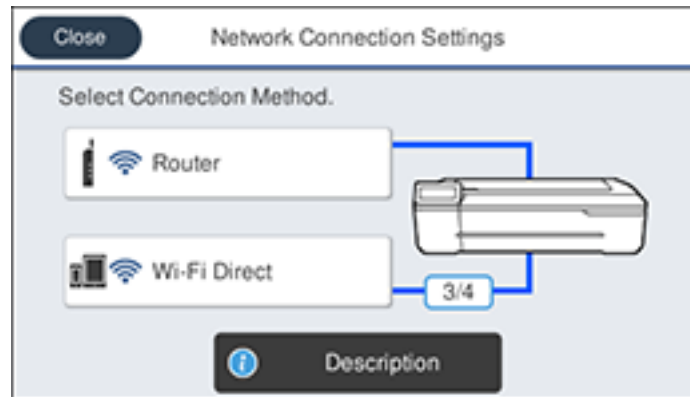 Close
Network Connection Settings
Select Connection Method.
Router
Wi-Fi Direct
3/4
Description